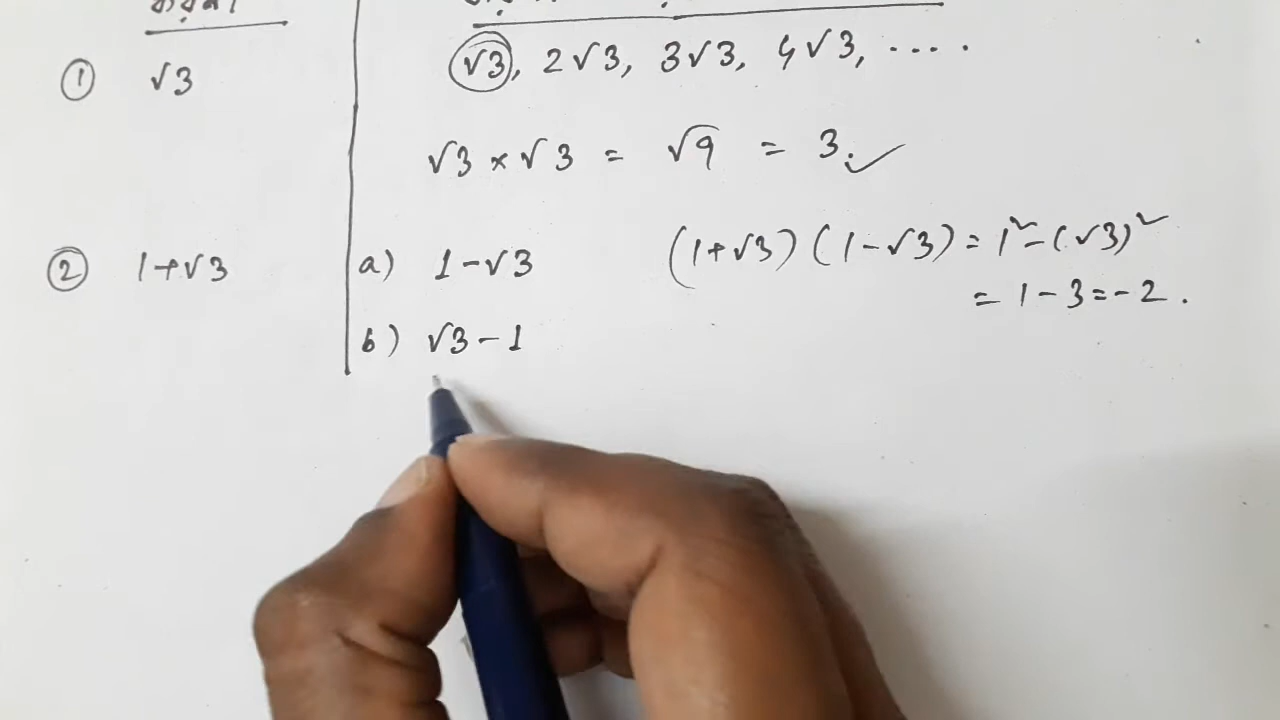 ① √3
√3, 2√3, 3√3, 4√3, ....
√3 × √3 = √9 = 3.
② 1+√3
a) 1-√3
(1+√3)(1-√3) = 1² - (√3)²
= 1 - 3 = -2.
b) √3 - 1